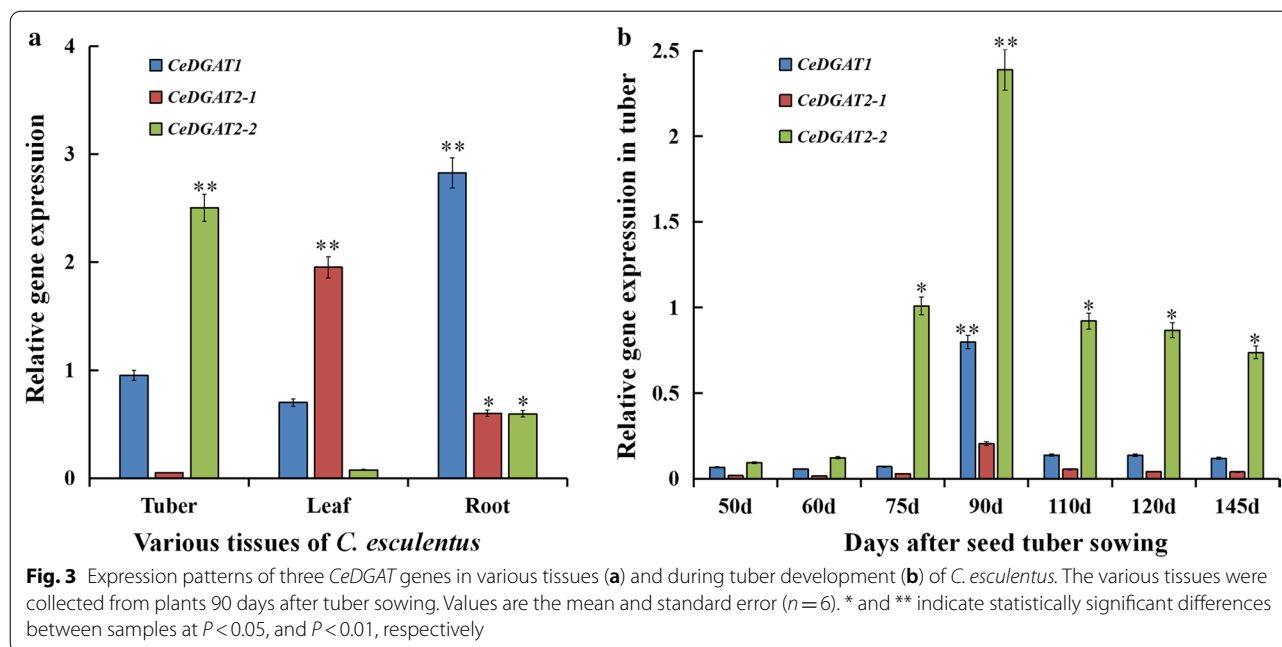 a
4
3
2
1
0
Relative gene expressuion
CeDGAT1
CeDGAT2-1
CeDGAT2-2
**
**
**
*
*
Tuber Leaf Root
Various tissues of C. esculentus
b
2.5
2
1.5
1
0.5
0
Relative gene expressuion in tuber
CeDGAT1
CeDGAT2-1
CeDGAT2-2
*
**
**
*
*
*
50d 60d 75d 90d 110d 120d 145d
Days after seed tuber sowing
Fig. 3 Expression patterns of three CeDGAT genes in various tissues (a) and during tuber development (b) of C. esculentus. The various tissues were
collected from plants 90 days after tuber sowing. Values are the mean and standard error (n = 6). * and ** indicate statistically significant differences
between samples at P < 0.05, and P < 0.01, respectively